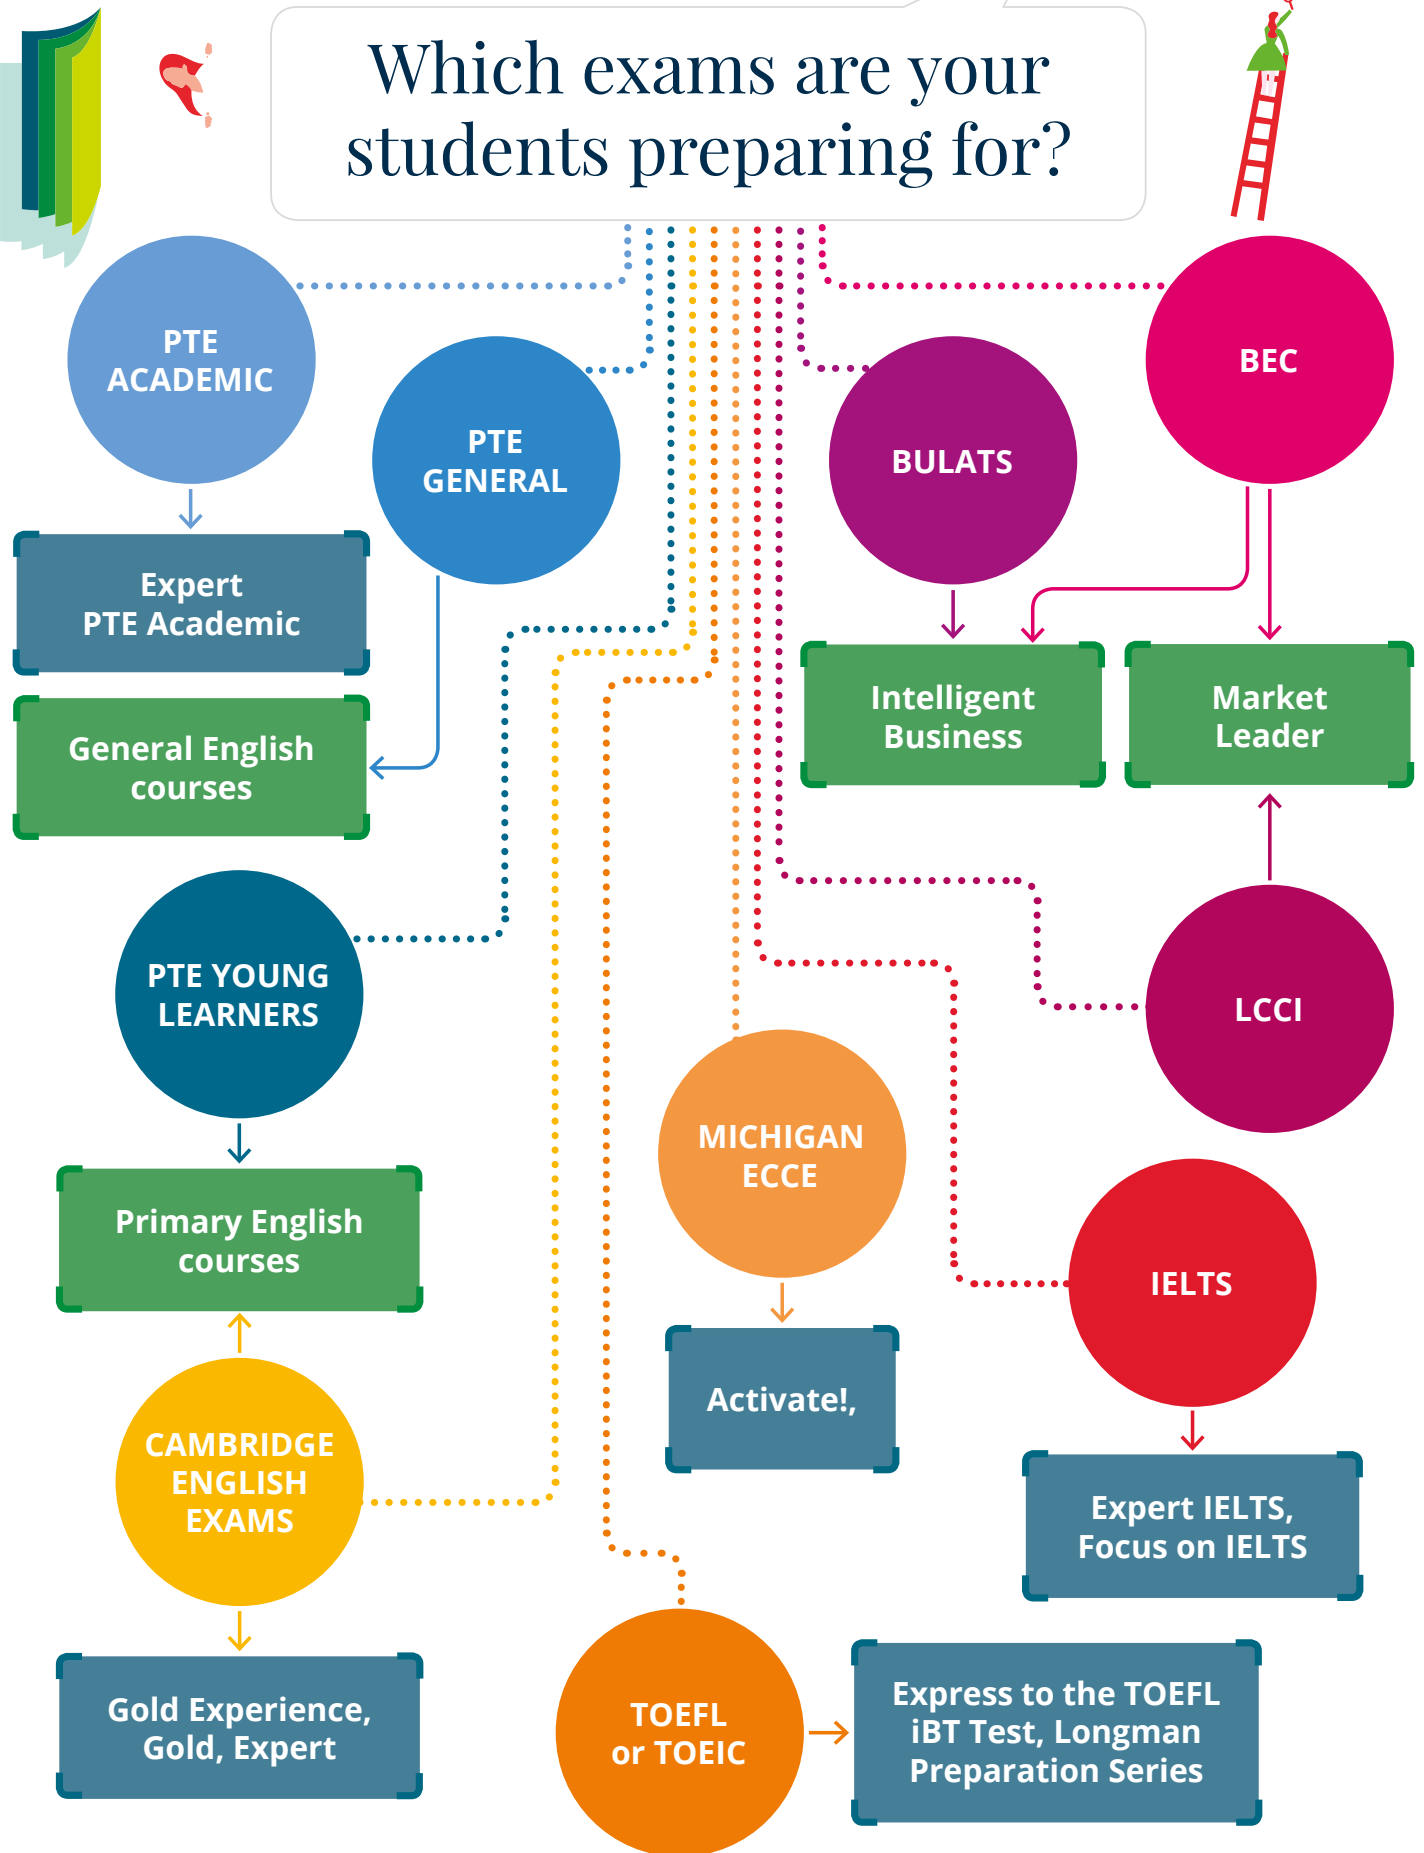 Which exams are your
students preparing for?
PTE
ACADEMIC
PTE
GENERAL
BULATS
BEC
Expert
PTE Academic
General English
courses
Intelligent
Business
Market
Leader
PTE YOUNG
LEARNERS
LCCI
MICHIGAN
ECCE
Primary English
courses
IELTS
Activate!,
CAMBRIDGE
ENGLISH
EXAMS
Expert IELTS,
Focus on IELTS
Gold Experience,
Gold, Expert
TOEFL
or TOEIC
Express to the TOEFL
iBT Test, Longman
Preparation Series